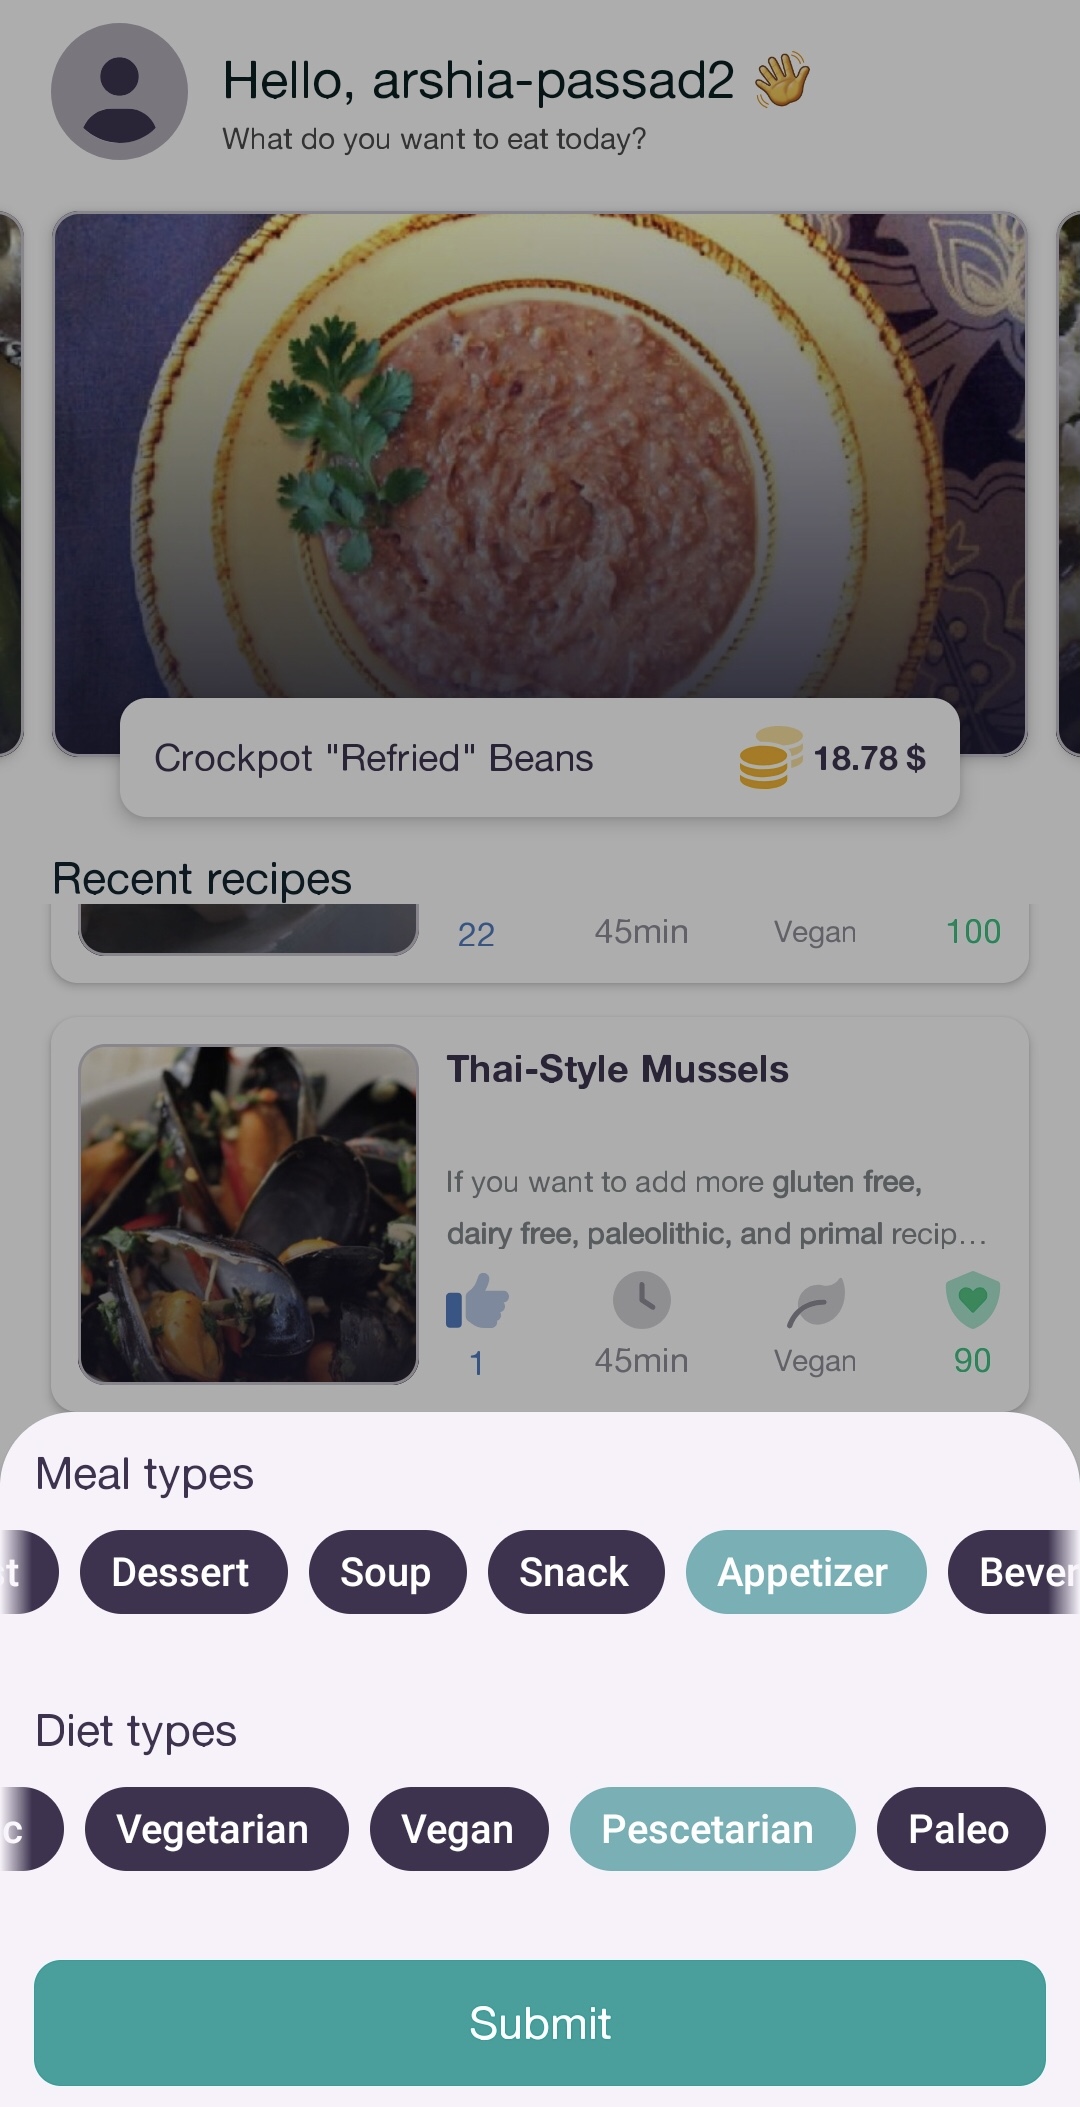 Hello, arshia-passad2 👋
What do you want to eat today?
Crockpot "Refried" Beans 18.78 $
Recent recipes
22 45min Vegan 100
Thai-Style Mussels
If you want to add more gluten free,
dairy free, paleolithic, and primal recip...
1 45min Vegan 90
Meal types
Dessert Soup Snack Appetizer
Diet types
Vegetarian Vegan Pescetarian Paleo
Submit